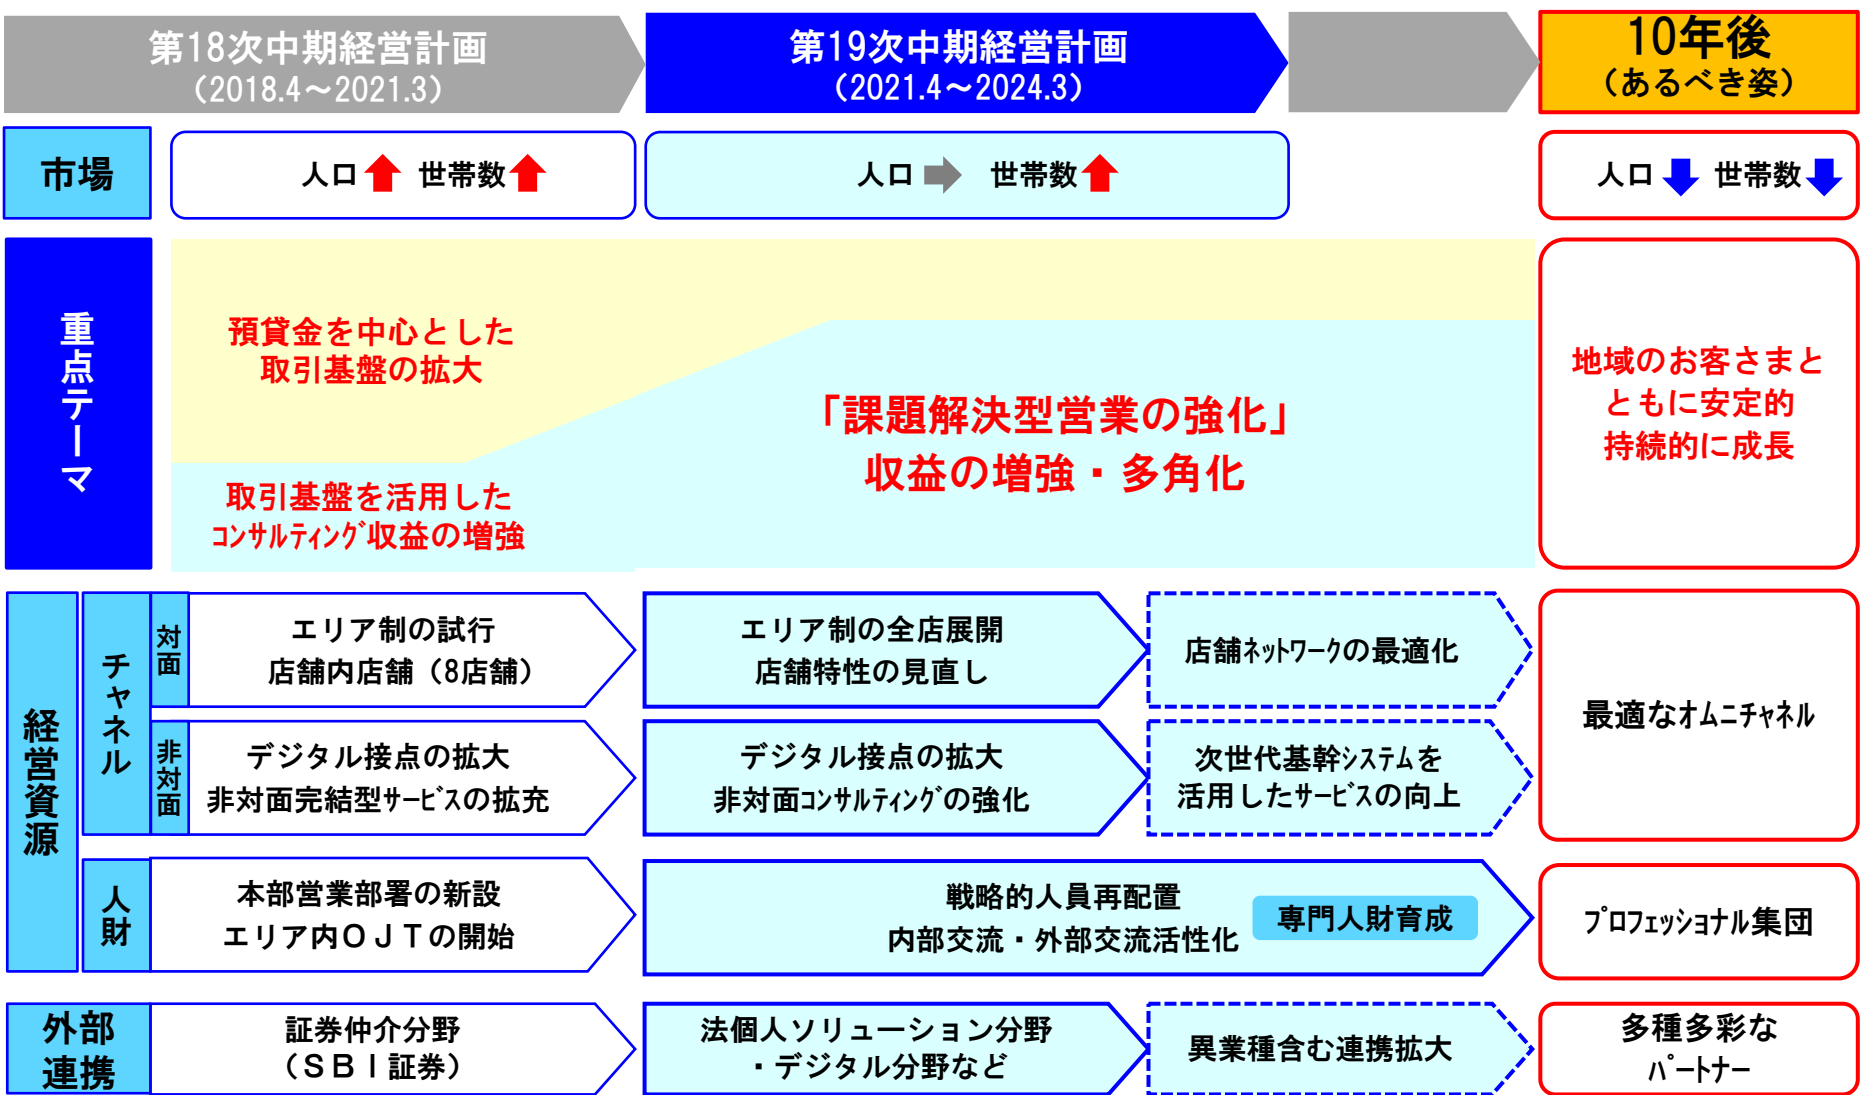 第18次中期経営計画
（2018.4～2021.3）
第19次中期経営計画
（2021.4～2024.3）
10年後
（あるべき姿）
市場
人口 世帯数
人口 世帯数
人口 世帯数
重点テーマ
預貸金を中心とした
取引基盤の拡大
取引基盤を活用した
ｺﾝｻﾙﾃｨﾝｸﾞ収益の増強
「課題解決型営業の強化」
収益の増強・多角化
地域のお客さまと
ともに安定的
持続的に成長
経営資源
チャネル
対面
エリア制の試行
店舗内店舗（8店舗）
エリア制の全店展開
店舗特性の見直し
店舗ﾈｯﾄﾜｰｸの最適化
最適なｵﾑﾆﾁｬﾈﾙ
非対面
デジタル接点の拡大
非対面完結型ｻｰﾋﾞｽの拡充
デジタル接点の拡大
非対面ｺﾝｻﾙﾃｨﾝｸﾞの強化
次世代基幹ｼｽﾃﾑを
活用したｻｰﾋﾞｽの向上
人財
本部営業部署の新設
エリア内ＯＪＴの開始
戦略的人員再配置
内部交流・外部交流活性化
専門人財育成
ﾌﾟﾛﾌｪｯｼｮﾅﾙ集団
外部
連携
証券仲介分野
（ＳＢＩ証券）
法個人ソリューション分野
・デジタル分野など
異業種含む連携拡大
多種多彩な
ﾊﾟｰﾄﾅｰ